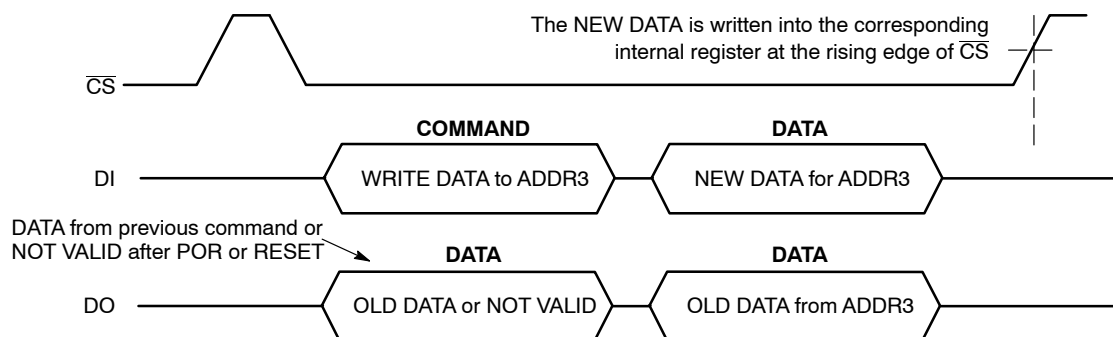 The NEW DATA is written into the corresponding
internal register at the rising edge of C̅S̅
C̅S̅
COMMAND
DATA
DI
WRITE DATA to ADDR3
NEW DATA for ADDR3
DATA from previous command or
NOT VALID after POR or RESET
DATA
DATA
DO
OLD DATA or NOT VALID
OLD DATA from ADDR3